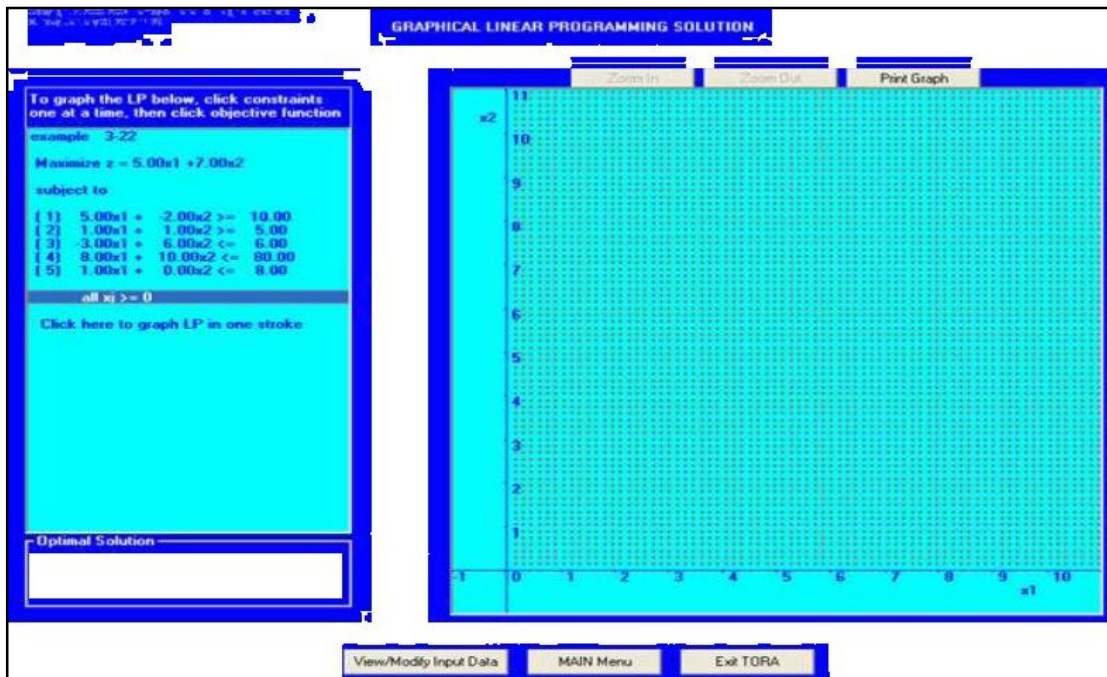 GRAPHICAL LINEAR PROGRAMMING SOLUTION
Zoom In Zoom Out Print Graph
To graph the LP below, click constraints
one at a time, then click objective function
example 3-22
Maximize z = 5.00x1 +7.00x2
subject to
( 1) 5.00x1 + -2.00x2 >= 10.00
( 2) 1.00x1 + 1.00x2 >= 5.00
( 3) -3.00x1 + 6.00x2 <= 6.00
( 4) 8.00x1 + 10.00x2 <= 80.00
( 5) 1.00x1 + 0.00x2 <= 8.00
all xj >= 0
Click here to graph LP in one stroke
Optimal Solution
x2
11
10
9
8
7
6
5
4
3
2
1
-1 0 1 2 3 4 5 6 7 8 9 10
x1
View/Modify Input Data MAIN Menu Exit TORA